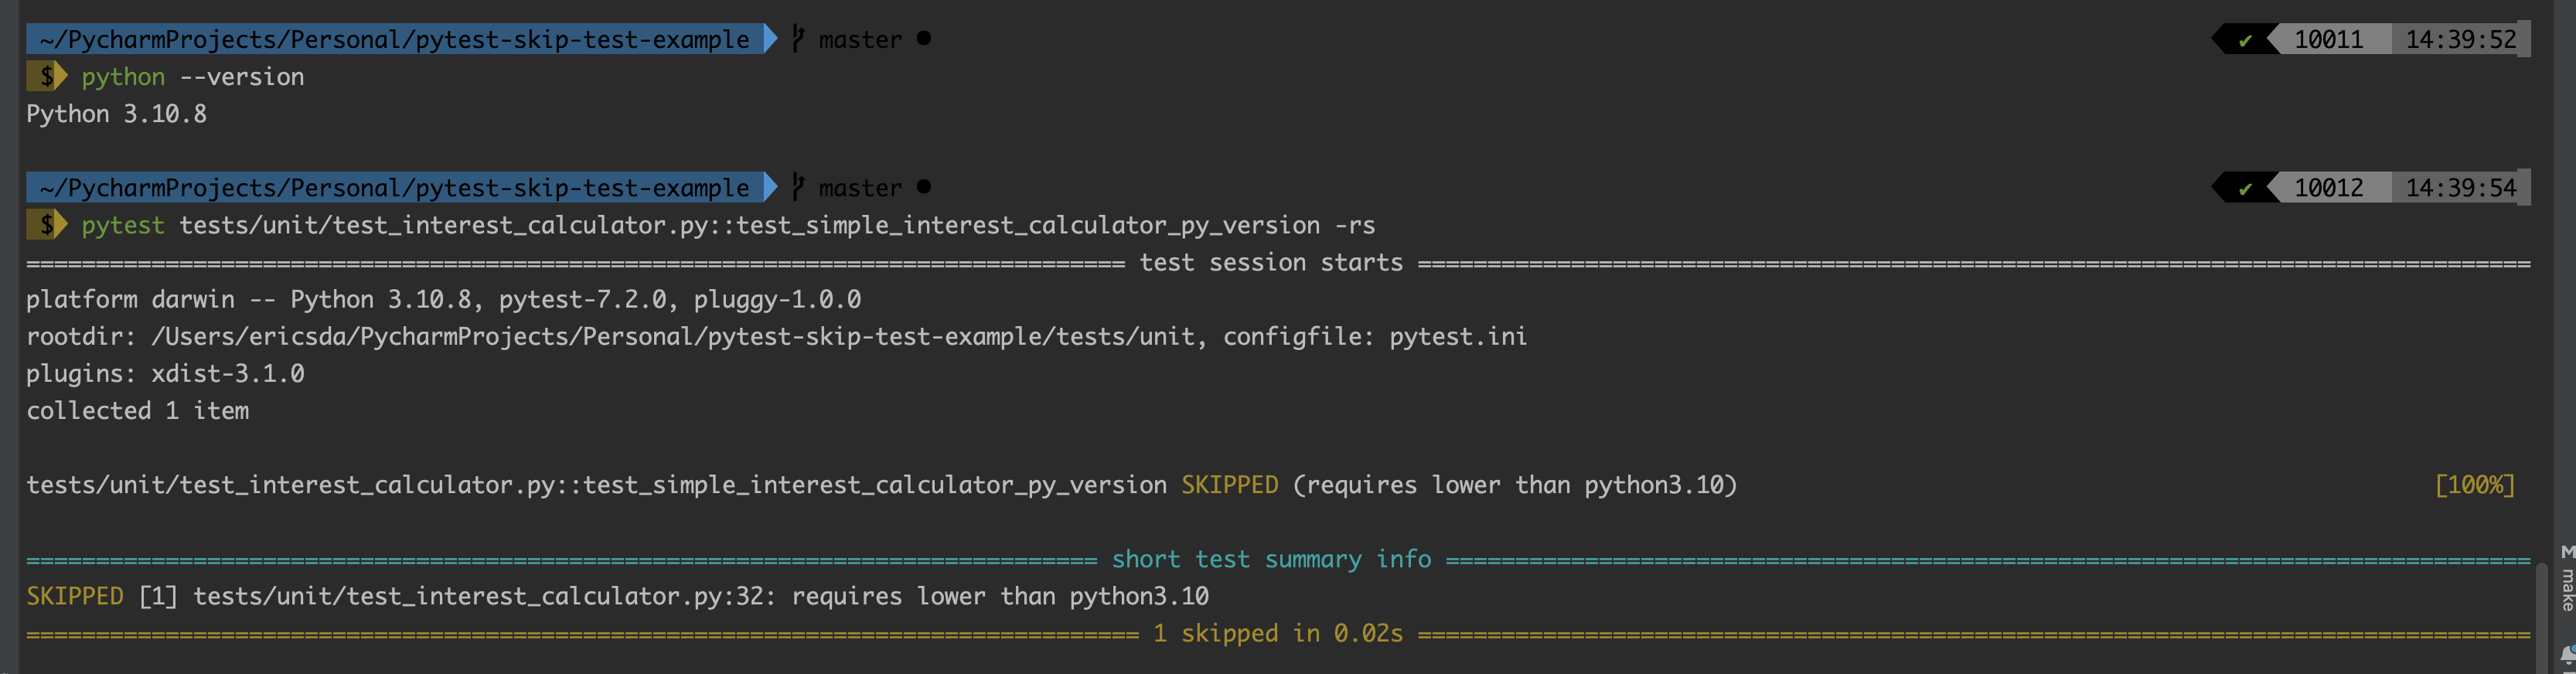 ~/PycharmProjects/Personal/pytest-skip-test-example master ● ✔ 10011 14:39:52
$ python --version
Python 3.10.8
~/PycharmProjects/Personal/pytest-skip-test-example master ● ✔ 10012 14:39:54
$ pytest tests/unit/test_interest_calculator.py::test_simple_interest_calculator_py_version -rs
=============================================================================== test session starts ================================================================================
platform darwin -- Python 3.10.8, pytest-7.2.0, pluggy-1.0.0
rootdir: /Users/ericsda/PycharmProjects/Personal/pytest-skip-test-example/tests/unit, configfile: pytest.ini
plugins: xdist-3.1.0
collected 1 item
tests/unit/test_interest_calculator.py::test_simple_interest_calculator_py_version SKIPPED (requires lower than python3.10) [100%]
============================================================================= short test summary info ==============================================================================
SKIPPED [1] tests/unit/test_interest_calculator.py:32: requires lower than python3.10
================================================================================ 1 skipped in 0.02s ================================================================================
M
make